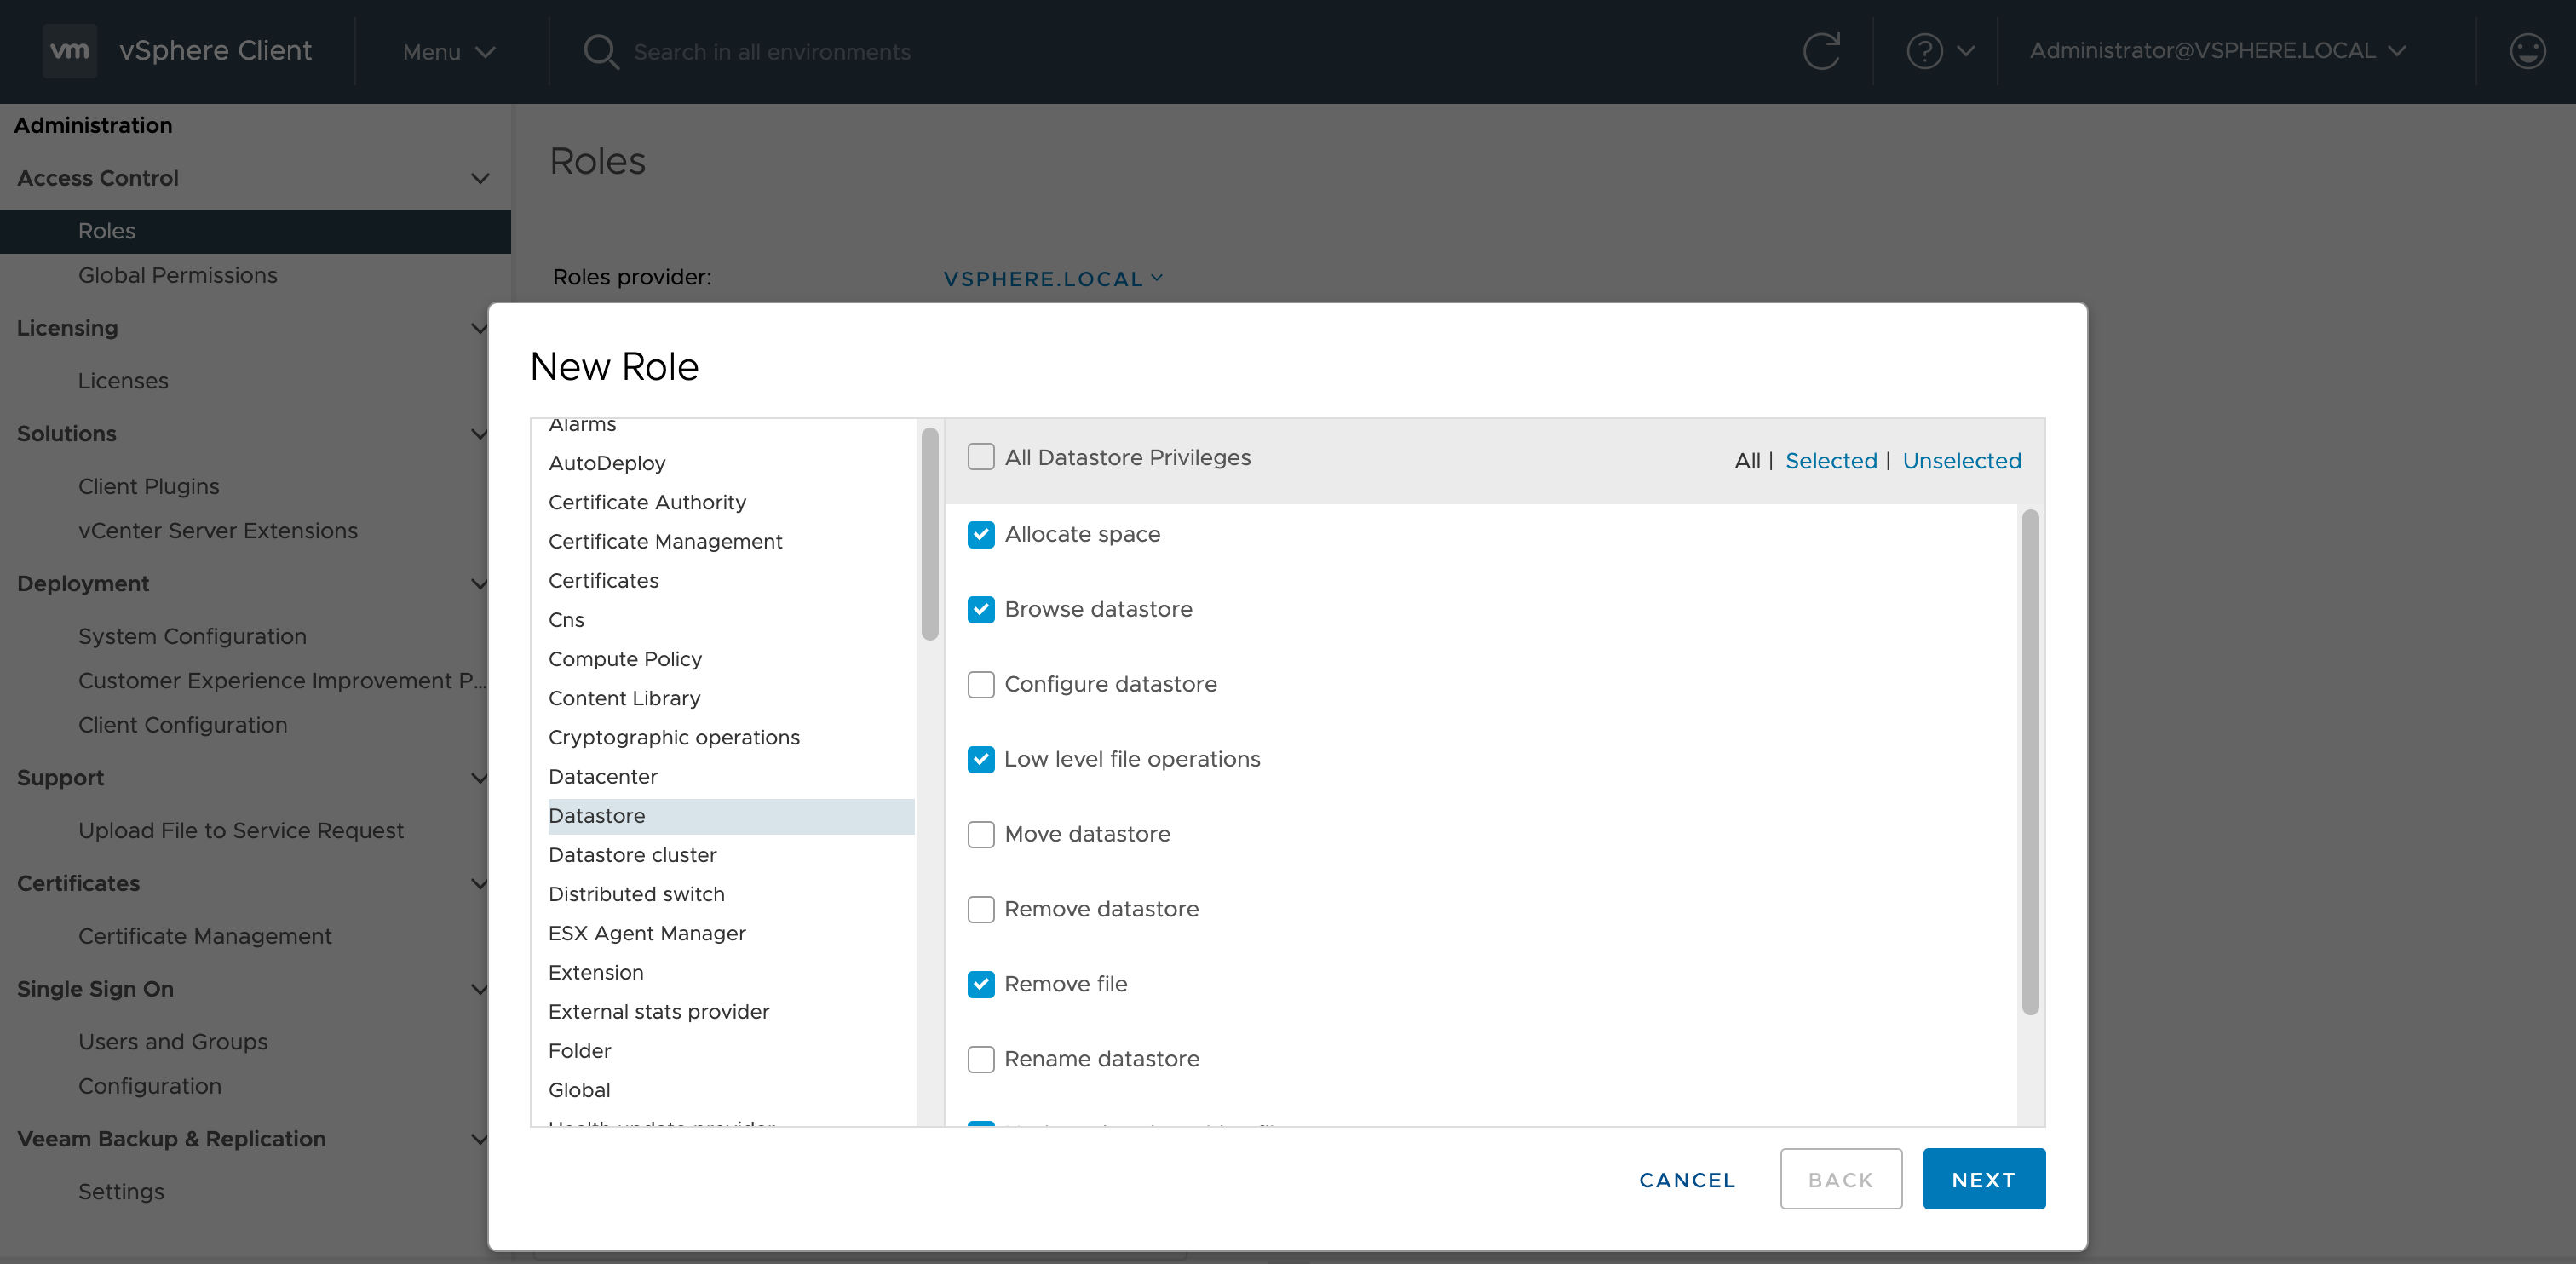 vm vSphere Client Menu Search in all environments ? Administrator@VSPHERE.LOCAL
Administration
Access Control
Roles
Global Permissions
Licensing
Licenses
Solutions
Client Plugins
vCenter Server Extensions
Deployment
System Configuration
Customer Experience Improvement P...
Client Configuration
Support
Upload File to Service Request
Certificates
Certificate Management
Single Sign On
Users and Groups
Configuration
Veeam Backup & Replication
Settings
Roles
Roles provider: VSPHERE.LOCAL
New Role
Alarms
AutoDeploy
Certificate Authority
Certificate Management
Certificates
Cns
Compute Policy
Content Library
Cryptographic operations
Datacenter
Datastore
Datastore cluster
Distributed switch
ESX Agent Manager
Extension
External stats provider
Folder
Global
Health update provider
All Datastore Privileges All | Selected | Unselected
Allocate space
Browse datastore
Configure datastore
Low level file operations
Move datastore
Remove datastore
Remove file
Rename datastore
CANCEL BACK NEXT